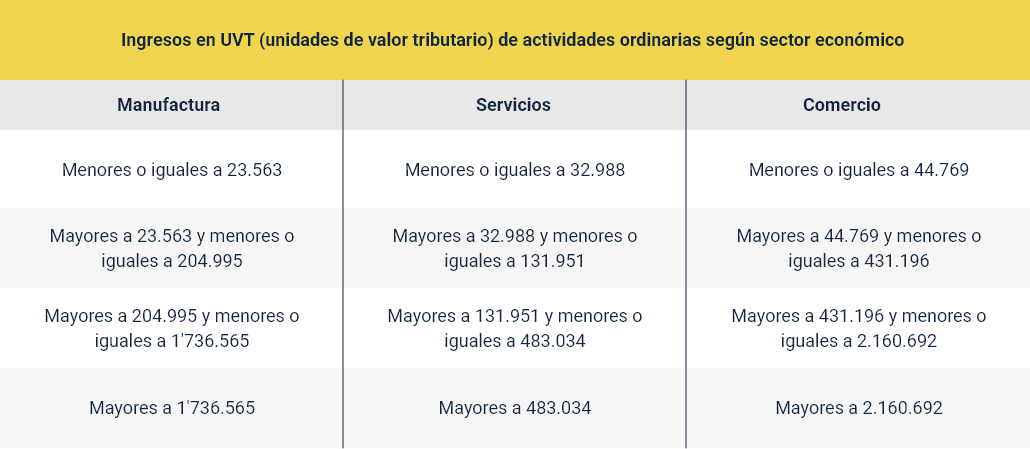 Ingresos en UVT (unidades de valor tributario) de actividades ordinarias según sector económico
Manufactura
Servicios
Comercio
Menores o iguales a 23.563
Menores o iguales a 32.988
Menores o iguales a 44.769
Mayores a 23.563 y menores o
iguales a 204.995
Mayores a 32.988 y menores o
iguales a 131.951
Mayores a 44.769 y menores o
iguales a 431.196
Mayores a 204.995 y menores o
iguales a 1'736.565
Mayores a 131.951 y menores o
iguales a 483.034
Mayores a 431.196 y menores o
iguales a 2.160.692
Mayores a 1'736.565
Mayores a 483.034
Mayores a 2.160.692